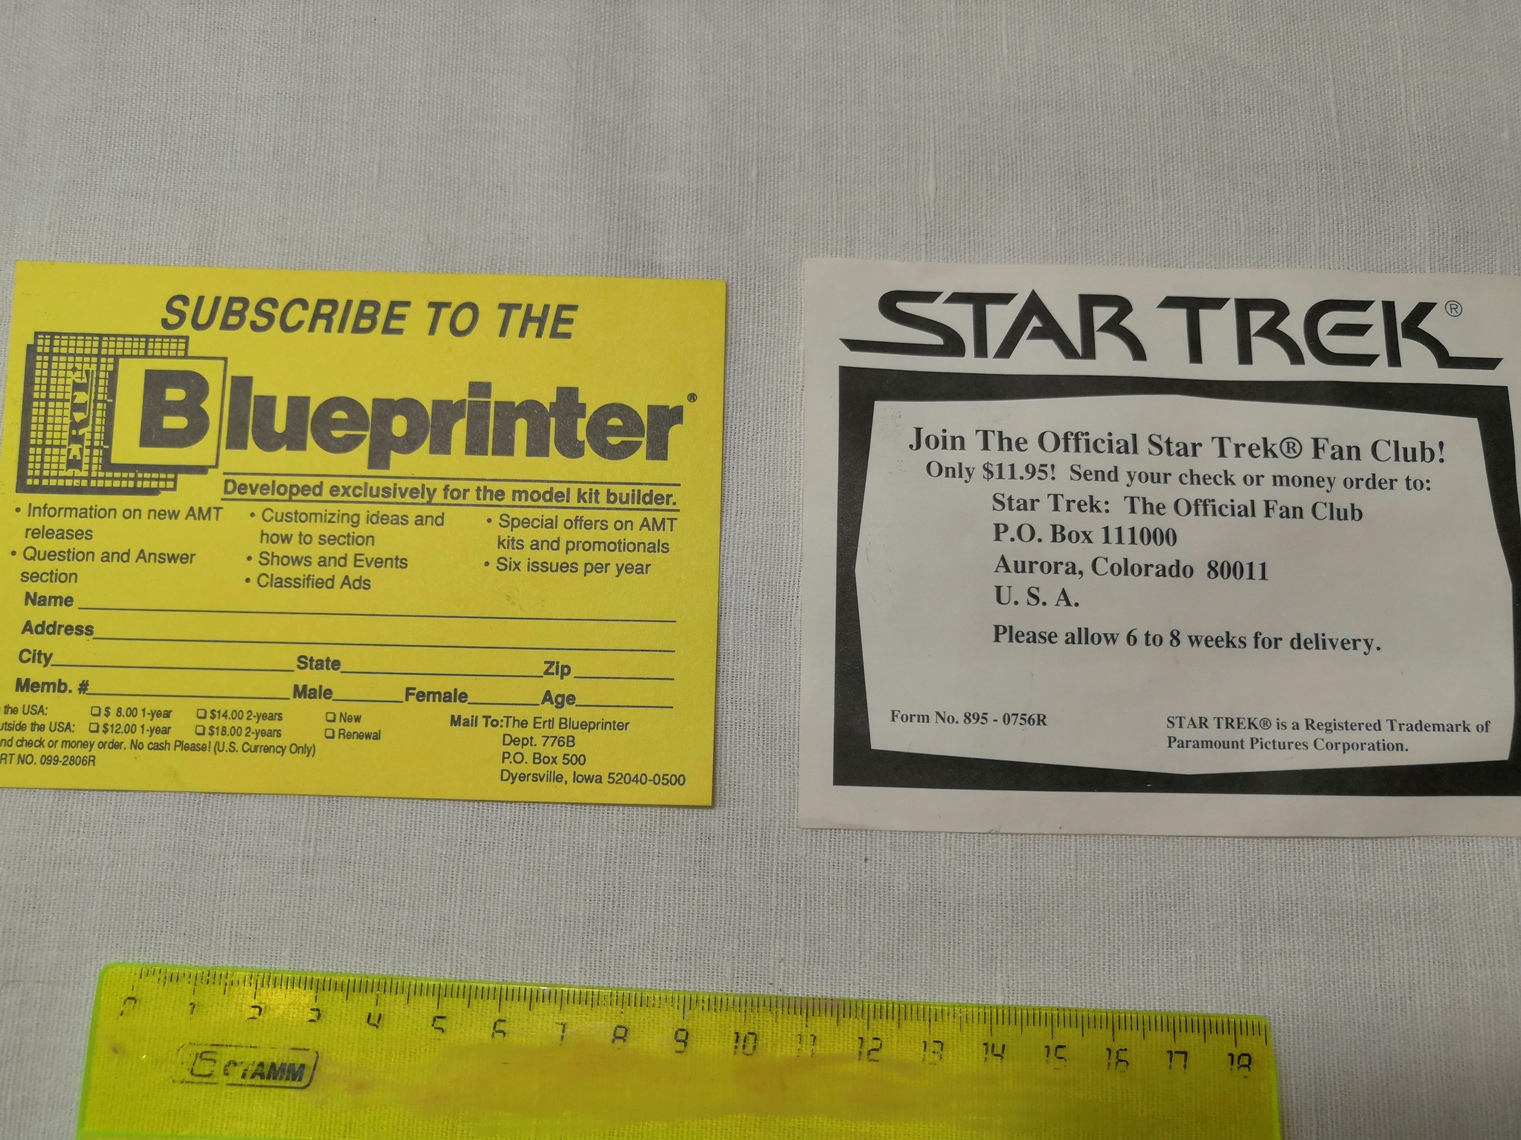 SUBSCRIBE TO THE
ERTL
Blueprinter®
Developed exclusively for the model kit builder.
• Information on new AMT releases
• Question and Answer section
• Customizing ideas and how to section
• Shows and Events
• Classified Ads
• Special offers on AMT kits and promotionals
• Six issues per year
Name
Address
City State Zip
Memb. # Male Female Age
the USA: ❏ $ 8.00 1-year ❏ $14.00 2-years ❏ New
utside the USA: ❏ $12.00 1-year ❏ $18.00 2-years ❏ Renewal
nd check or money order. No cash Please! (U.S. Currency Only)
RT NO. 099-2806R
Mail To:The Ertl Blueprinter
Dept. 776B
P.O. Box 500
Dyersville, Iowa 52040-0500
STAR TREK®
Join The Official Star Trek® Fan Club!
Only $11.95! Send your check or money order to:
Star Trek: The Official Fan Club
P.O. Box 111000
Aurora, Colorado 80011
U. S. A.
Please allow 6 to 8 weeks for delivery.
Form No. 895 - 0756R
STAR TREK® is a Registered Trademark of
Paramount Pictures Corporation.
1 2 3 4 5 6 7 8 9 10 11 12 13 14 15 16 17 18